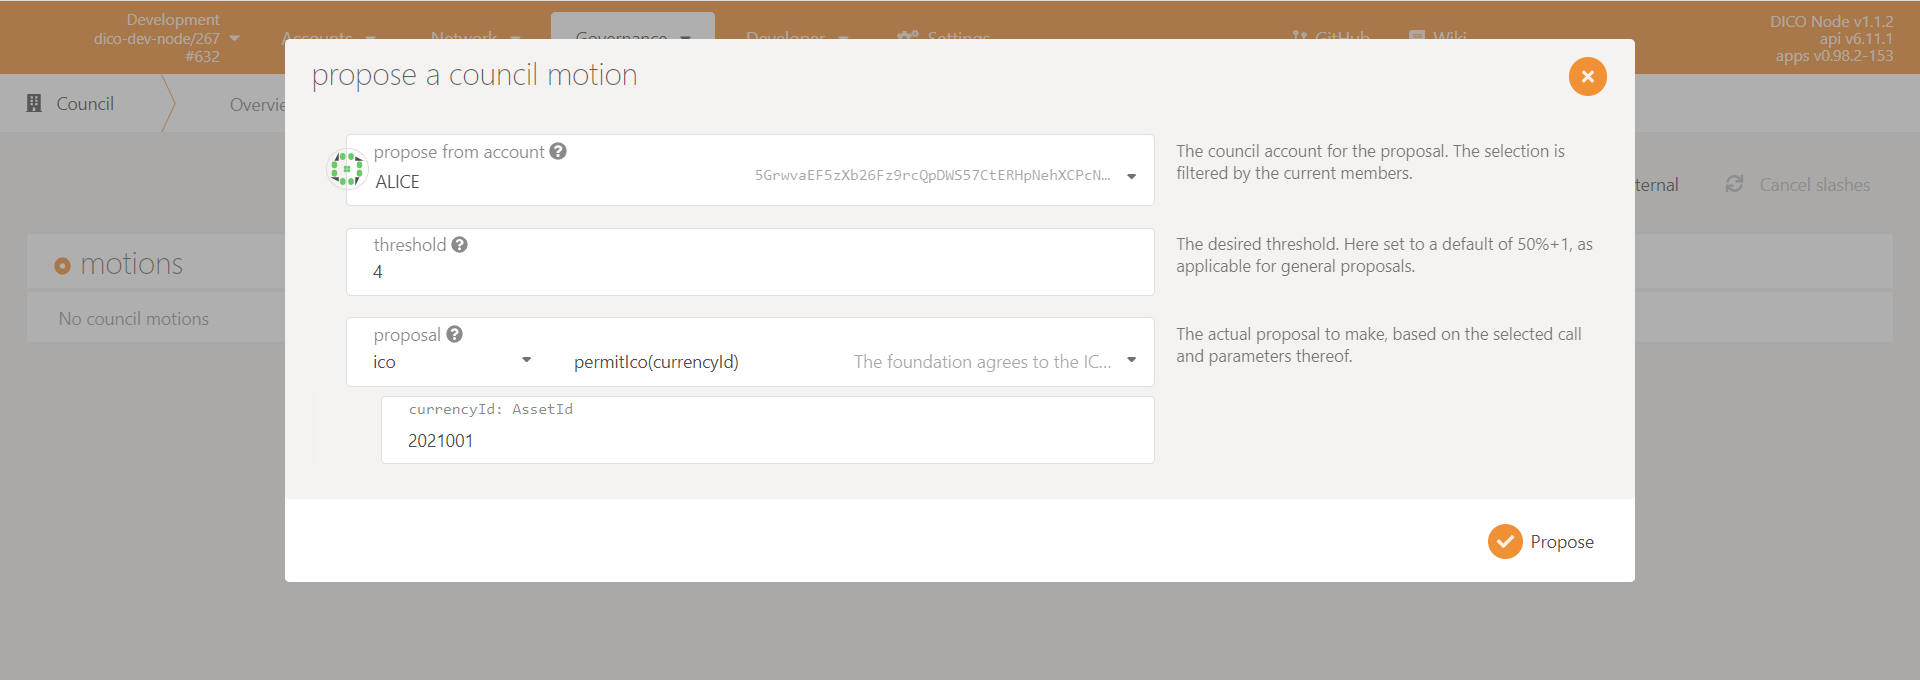 Development
dico-dev-node/267
#632
Accounts
Network
Governance
Developer
Settings
GitHub
Wiki
DICO Node v1.1.2
api v6.11.1
apps v0.98.2-153
propose a council motion
Council
propose from account
ALICE
5GrwvaEF5zXb26Fz9rcQpDWS57CtERHpNehXCPcN...
The council account for the proposal. The selection is
filtered by the current members.
Cancel slashes
threshold
4
The desired threshold. Here set to a default of 50%+1, as
applicable for general proposals.
motions
No council motions
proposal
ico
permitIco(currencyId)
The foundation agrees to the IC...
The actual proposal to make, based on the selected call
and parameters thereof.
currencyId: AssetId
2021001
Propose